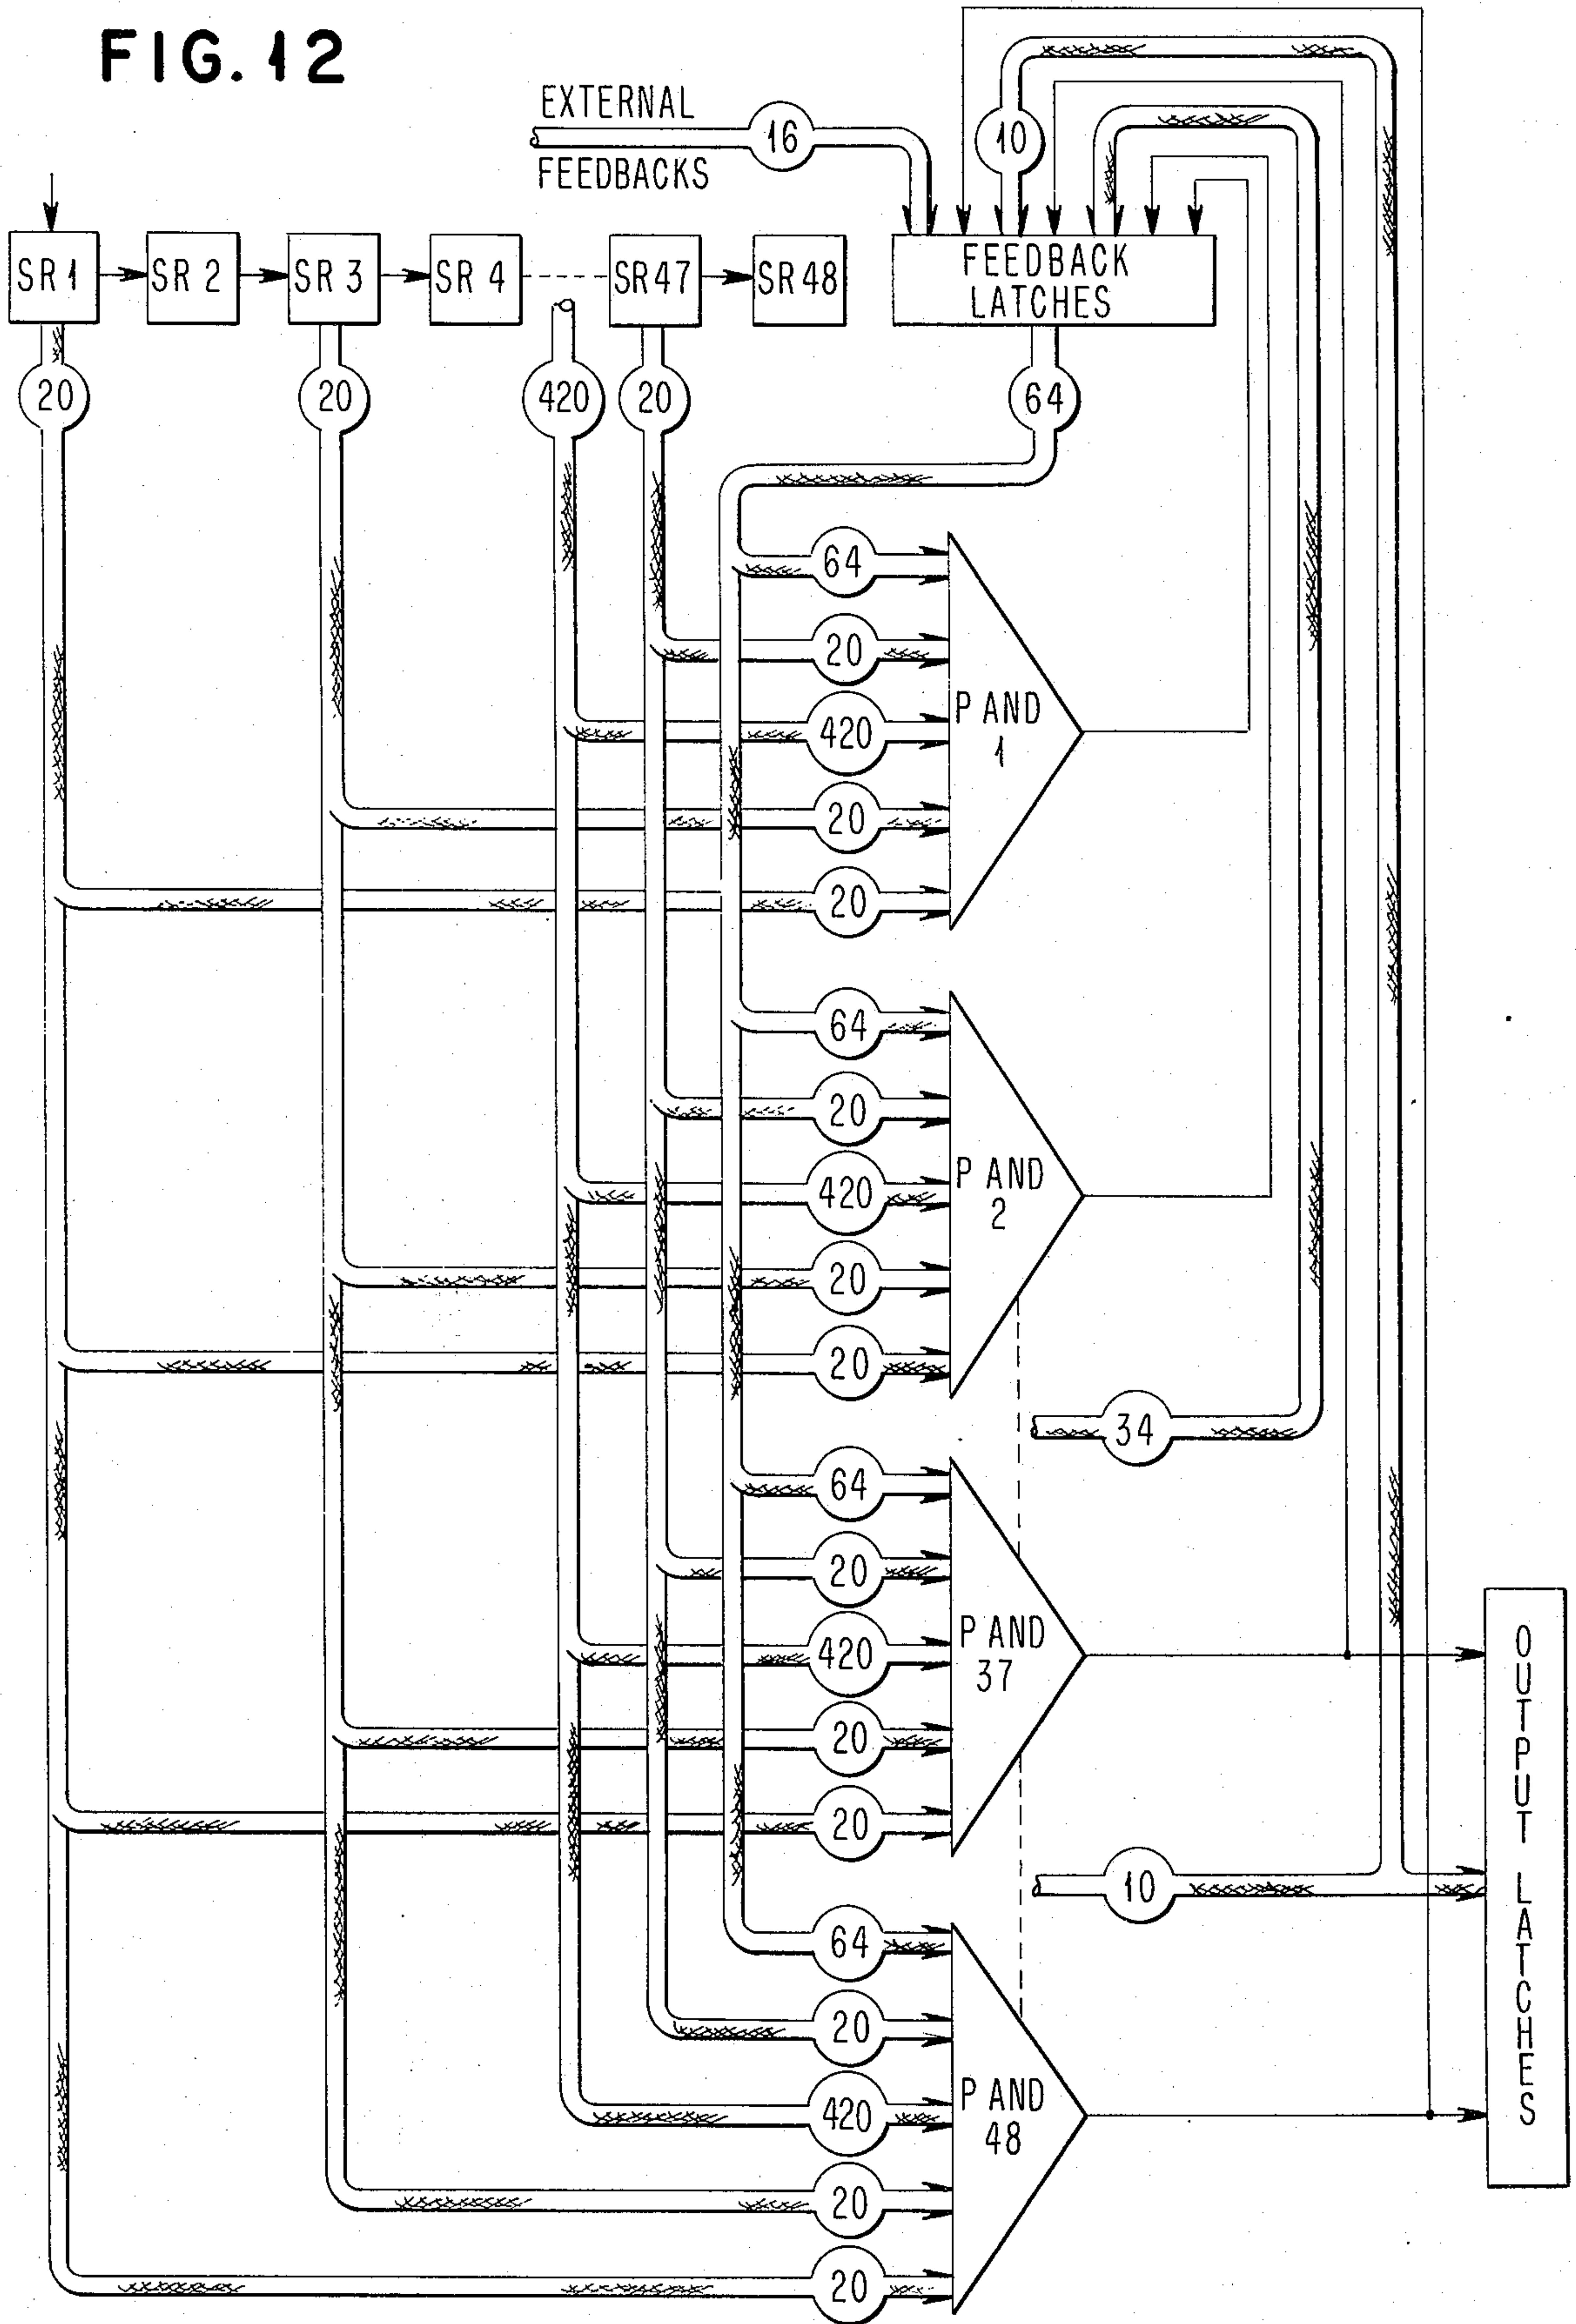 FIG. 12
EXTERNAL
16
10
FEEDBACKS
SR 1
SR 2
SR 3
SR 4
SR 47
SR 48
FEEDBACK
LATCHES
20
20
420
20
64
64
20
P AND
1
420
20
20
64
20
P AND
2
420
20
20
34
64
20
P AND
37
420
20
20
10
64
20
P AND
48
420
20
20
OUTPUT LATCHES